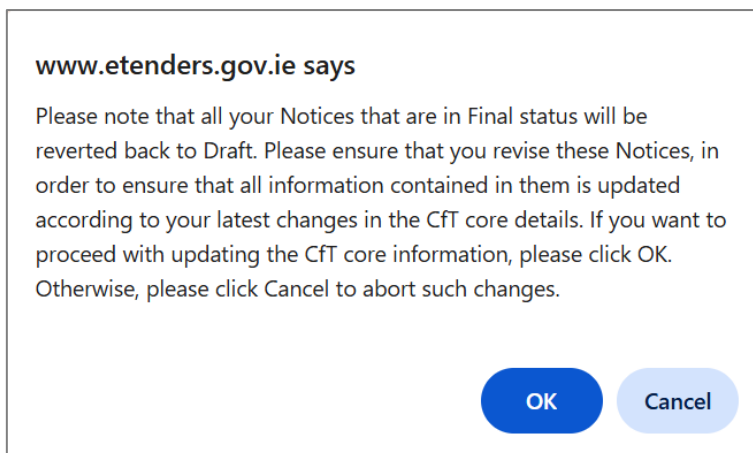 www.etenders.gov.ie says
Please note that all your Notices that are in Final status will be
reverted back to Draft. Please ensure that you revise these Notices, in
order to ensure that all information contained in them is updated
according to your latest changes in the CfT core details. If you want to
proceed with updating the CfT core information, please click OK.
Otherwise, please click Cancel to abort such changes.
OK Cancel